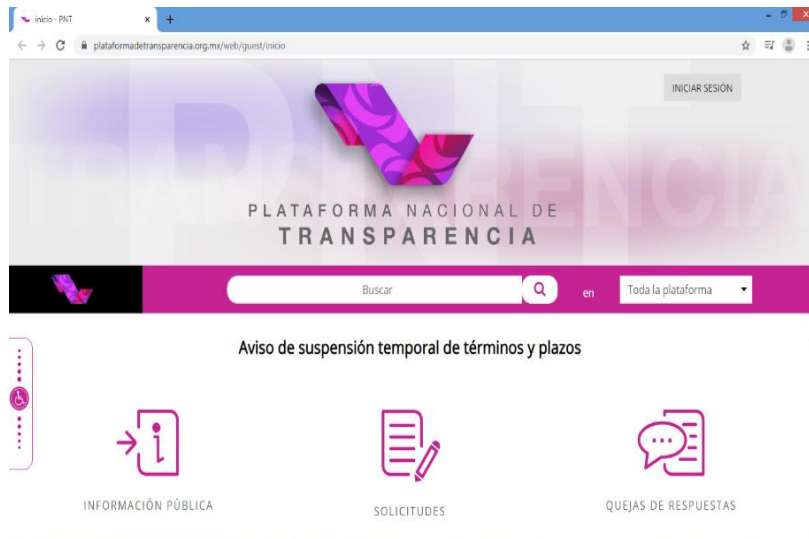 inicio - PNT
plataformadetransparencia.org.mx/web/guest/inicio
INICIAR SESIÓN
PNT
TRANSPARENCIA
PLATAFORMA NACIONAL DE
TRANSPARENCIA
Buscar
en
Toda la plataforma
Aviso de suspensión temporal de términos y plazos
INFORMACIÓN PÚBLICA
SOLICITUDES
QUEJAS DE RESPUESTAS